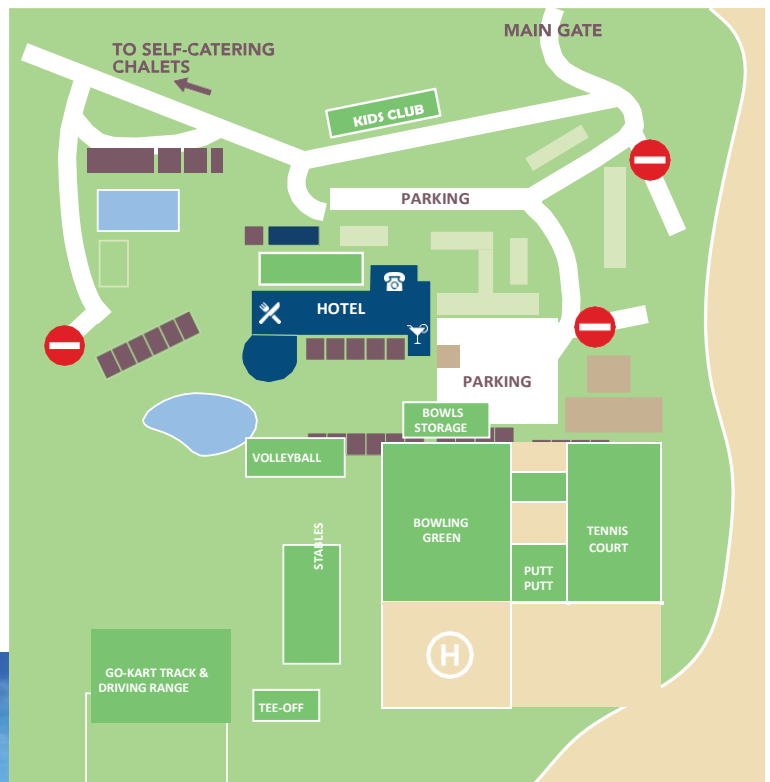 MAIN GATE
TO SELF-CATERING
CHALETS
KIDS CLUB
PARKING
HOTEL
PARKING
BOWLS
STORAGE
VOLLEYBALL
BOWLING
GREEN
TENNIS
COURT
STABLES
PUTT
PUTT
H
GO-KART TRACK &
DRIVING RANGE
TEE-OFF